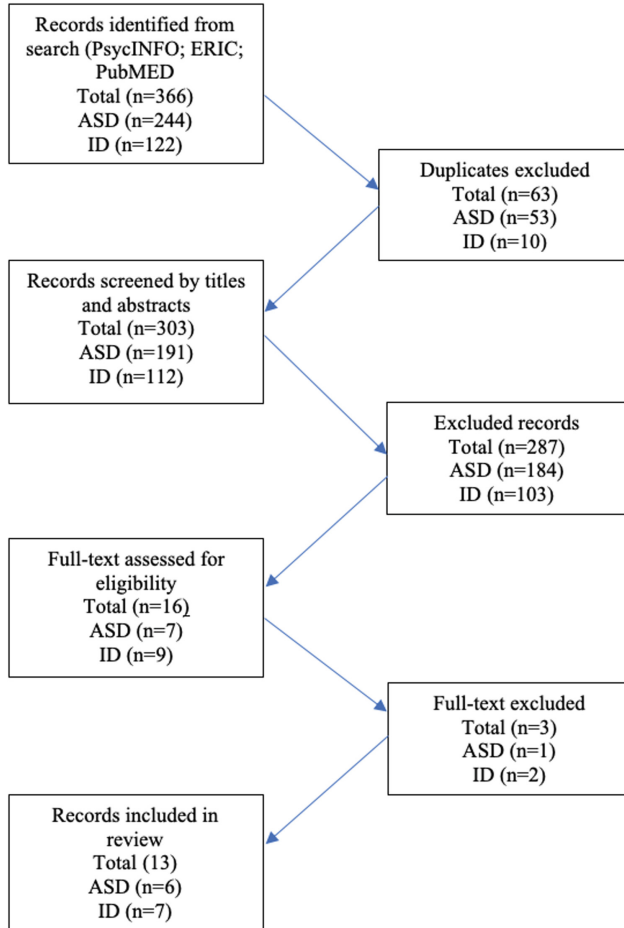 Records identified from
search (PsycINFO; ERIC;
PubMED
Total (n=366)
ASD (n=244)
ID (n=122)
Duplicates excluded
Total (n=63)
ASD (n=53)
ID (n=10)
Records screened by titles
and abstracts
Total (n=303)
ASD (n=191)
ID (n=112)
Excluded records
Total (n=287)
ASD (n=184)
ID (n=103)
Full-text assessed for
eligibility
Total (n=16)
ASD (n=7)
ID (n=9)
Full-text excluded
Total (n=3)
ASD (n=1)
ID (n=2)
Records included in
review
Total (13)
ASD (n=6)
ID (n=7)